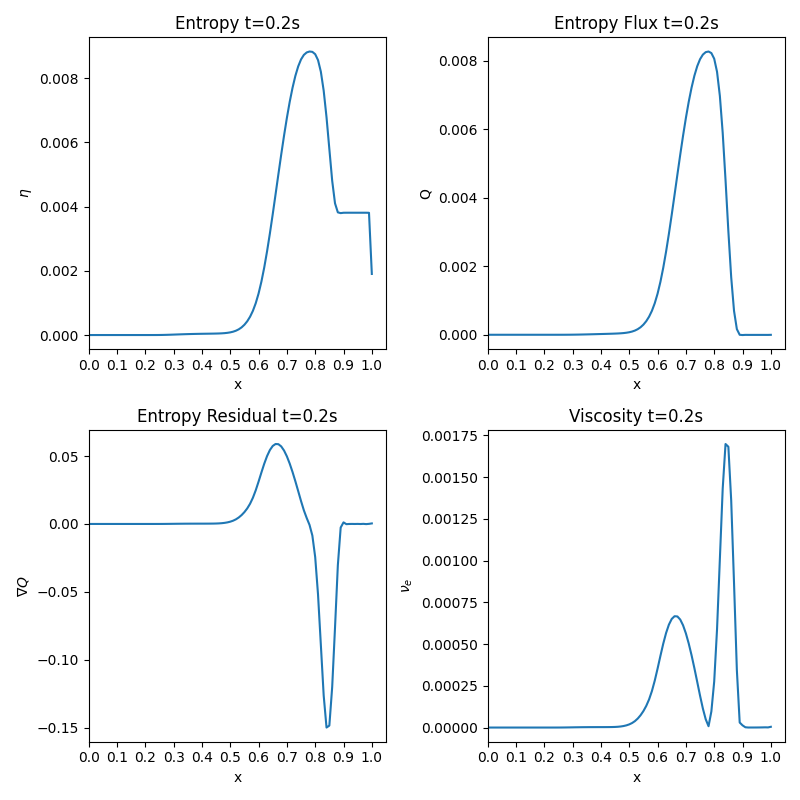 Entropy t=0.2s
η
0.008
0.006
0.004
0.002
0.000
0.0 0.1 0.2 0.3 0.4 0.5 0.6 0.7 0.8 0.9 1.0
x
Entropy Flux t=0.2s
Q
0.008
0.006
0.004
0.002
0.000
0.0 0.1 0.2 0.3 0.4 0.5 0.6 0.7 0.8 0.9 1.0
x
Entropy Residual t=0.2s
∇Q
0.05
0.00
−0.05
−0.10
−0.15
0.0 0.1 0.2 0.3 0.4 0.5 0.6 0.7 0.8 0.9 1.0
x
Viscosity t=0.2s
νₑ
0.00175
0.00150
0.00125
0.00100
0.00075
0.00050
0.00025
0.00000
0.0 0.1 0.2 0.3 0.4 0.5 0.6 0.7 0.8 0.9 1.0
x